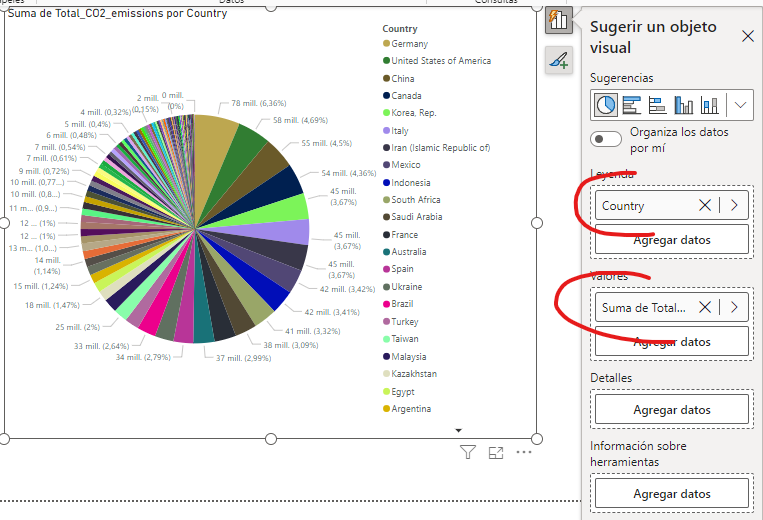 Datos
Consultas
Suma de Total_CO2_emissions por Country
Country
Germany
United States of America
China
Canada
Korea, Rep.
Italy
Iran (Islamic Republic of)
Mexico
Indonesia
South Africa
Saudi Arabia
France
Australia
Spain
Ukraine
Brazil
Turkey
Taiwan
Malaysia
Kazakhstan
Egypt
Argentina
78 mill. (6,36%)
58 mill. (4,69%)
55 mill. (4,5%)
54 mill. (4,36%)
45 mill.
(3,67%)
45 mill.
(3,67%)
45 mill.
(3,67%)
42 mill. (3,42%)
42 mill. (3,41%)
41 mill. (3,32%)
38 mill. (3,09%)
37 mill. (2,99%)
34 mill. (2,79%)
33 mill. (2,64%)
25 mill. (2%)
18 mill. (1,47%)
15 mill. (1,24%)
14 mill.
(1,14%)
13 m... (1,0...)
12 ... (1%)
12 ... (1%)
11 m... (0,9...)
10 mill. (0,8...)
10 mill. (0,77...)
9 mill. (0,72%)
7 mill. (0,61%)
7 mill. (0,54%)
6 mill. (0,48%)
5 mill. (0,4%)
4 mill. (0,32%)
2 mill.
(0,15%)
0 mill.
(0%)
Sugerir un objeto
visual
Sugerencias
Organiza los datos
por mí
Leyenda
Country
Agregar datos
Valores
Suma de Total...
Agregar datos
Detalles
Agregar datos
Información sobre
herramientas
Agregar datos